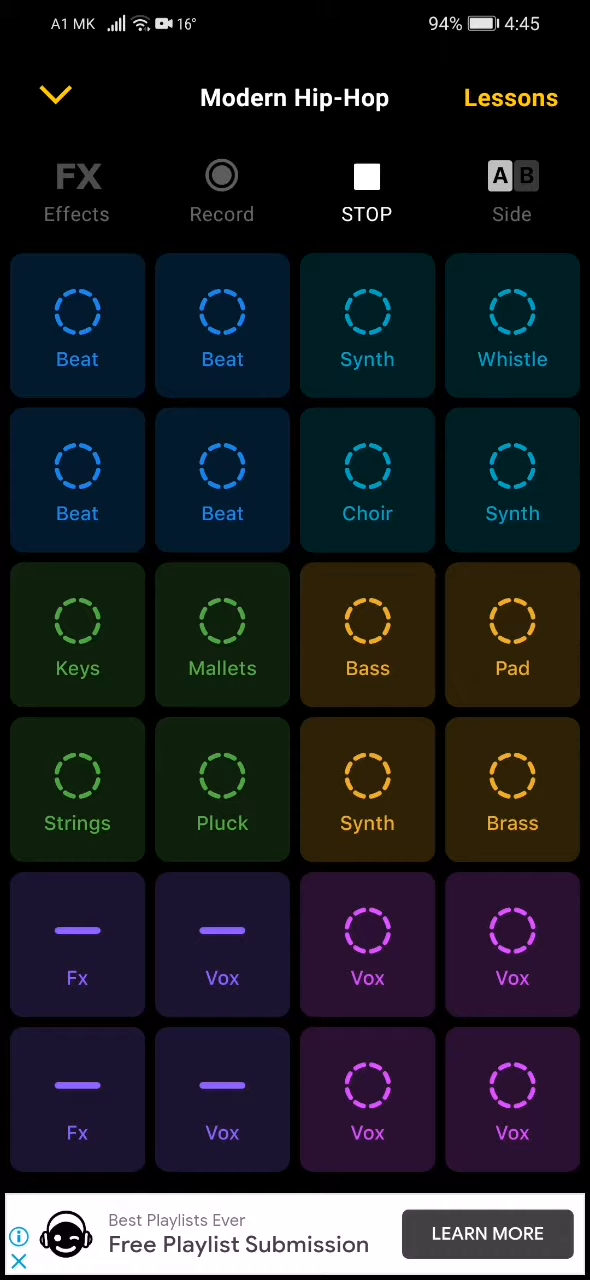 A1 MK 16° 94% 4:45
Modern Hip-Hop Lessons
FX A B
Effects Record STOP Side
Beat Beat Synth Whistle
Beat Beat Choir Synth
Keys Mallets Bass Pad
Strings Pluck Synth Brass
Fx Vox Vox Vox
Fx Vox Vox Vox
Best Playlists Ever
Free Playlist Submission
LEARN MORE